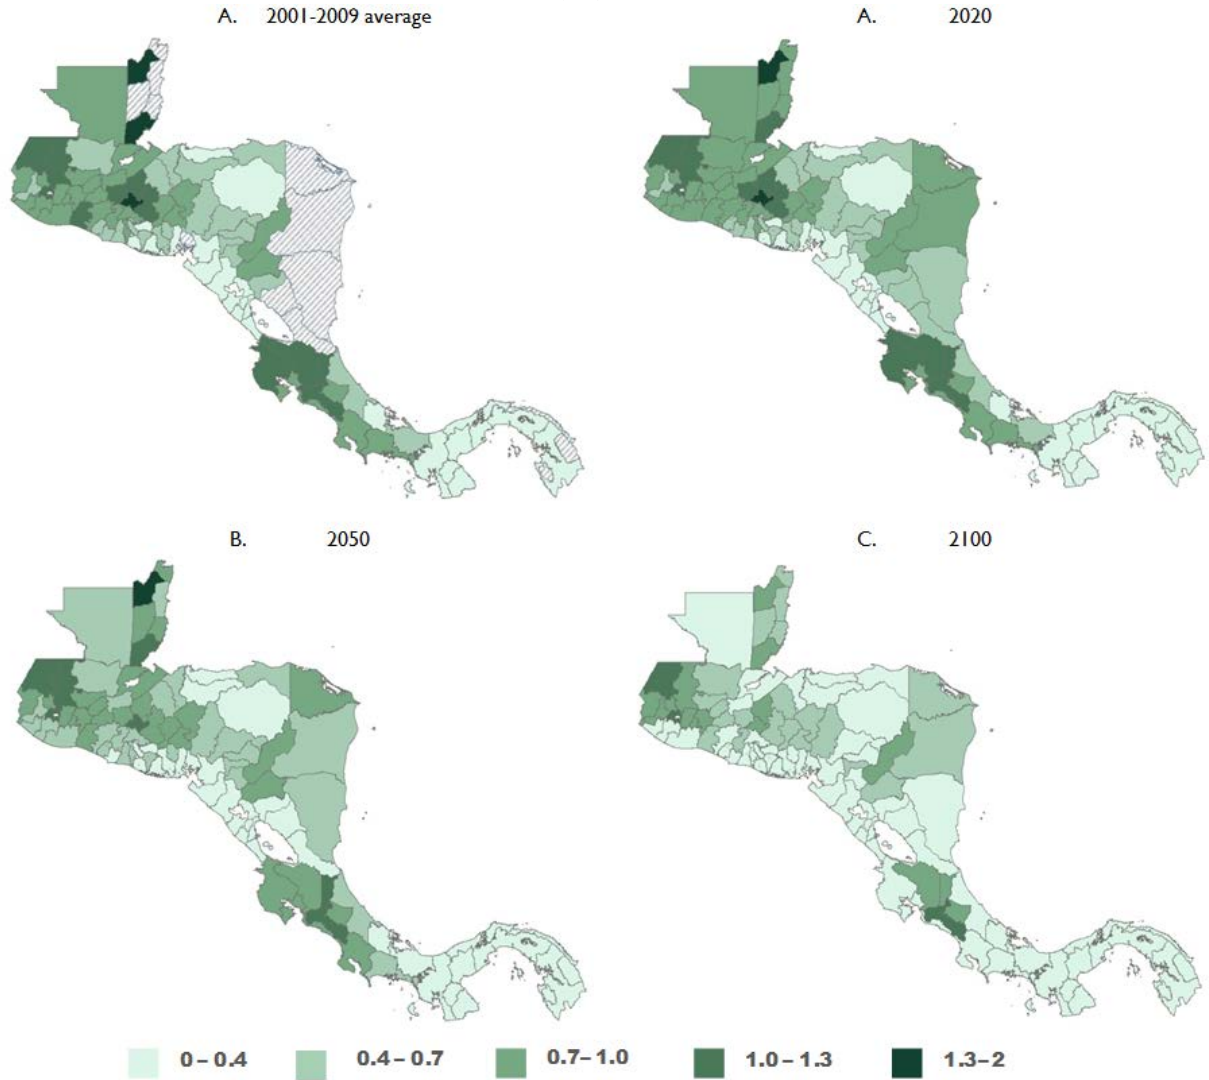 A. 2001-2009 average
A. 2020
B. 2050
C. 2100
0 – 0.4 0.4 – 0.7 0.7 – 1.0 1.0 – 1.3 1.3 – 2